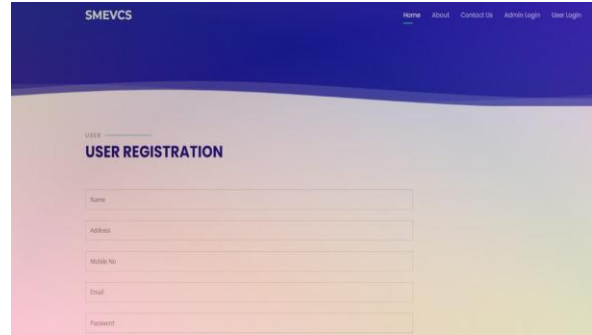 SMEVCS
Home About Contact Us Admin Login User Login
USER
USER REGISTRATION
Name
Address
Mobile No
Email
Password